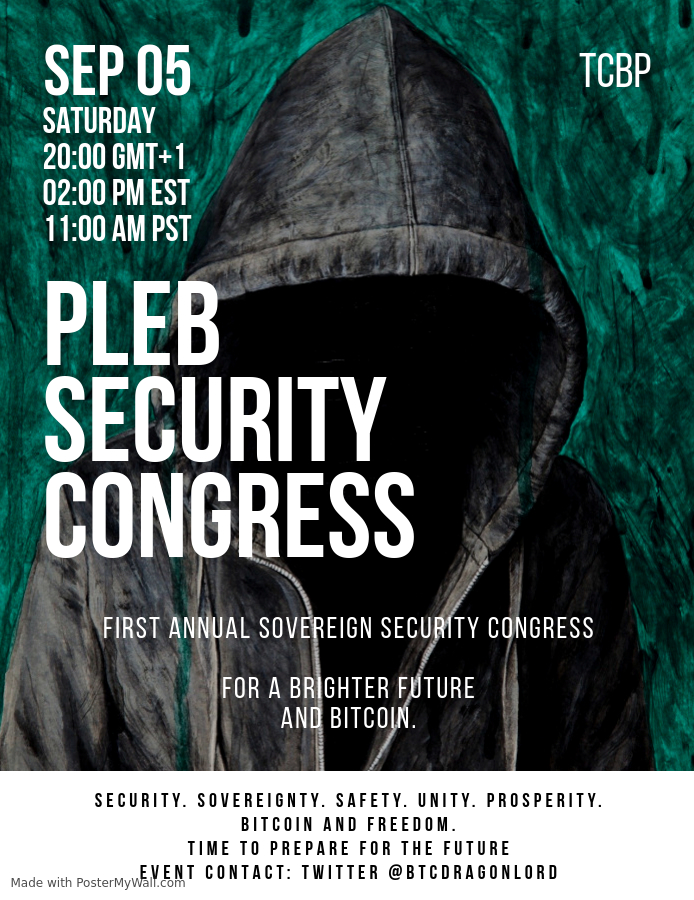 SEP 05
SATURDAY
20:00 GMT+1
02:00 PM EST
11:00 AM PST
TCBP
PLEB
SECURITY
CONGRESS
FIRST ANNUAL SOVEREIGN SECURITY CONGRESS
FOR A BRIGHTER FUTURE
AND BITCOIN.
SECURITY. SOVEREIGNTY. SAFETY. UNITY. PROSPERITY.
BITCOIN AND FREEDOM.
TIME TO PREPARE FOR THE FUTURE
EVENT CONTACT: TWITTER @BTCDRAGONLORD
Made with PosterMyWall.com